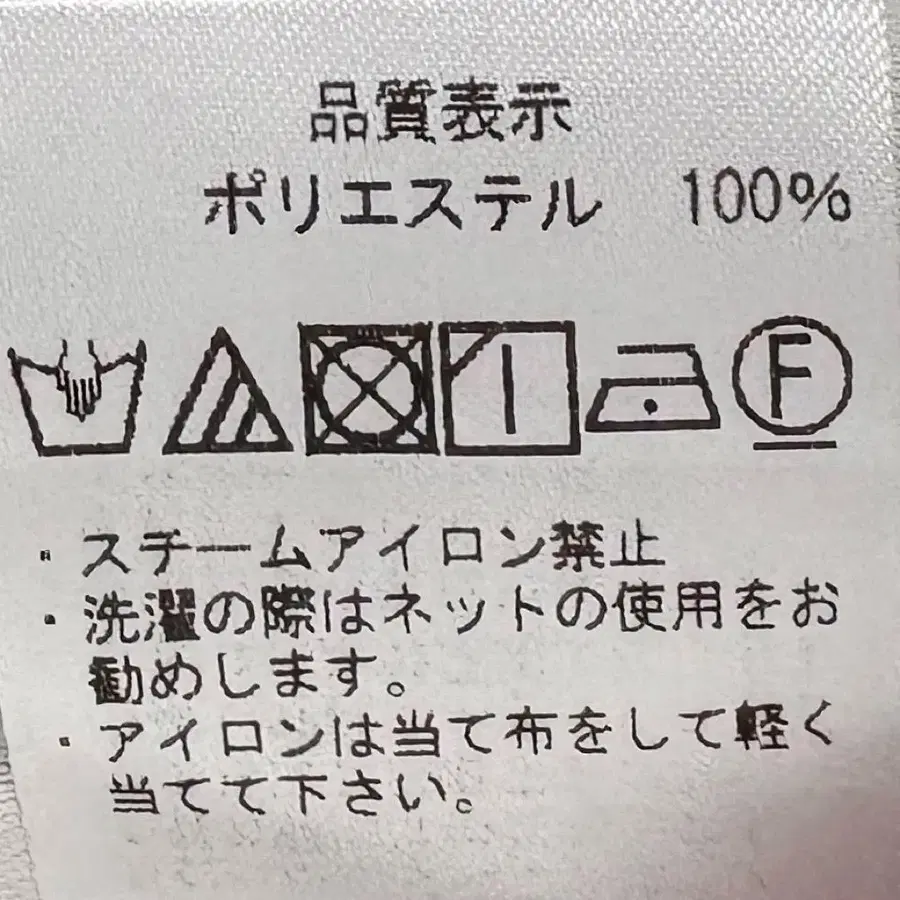 品質表示
ポリエステル 100%
F
・スチームアイロン禁止
・洗濯の際はネットの使用をお
勧めします。
・アイロンは当て布をして軽く
当てて下さい。